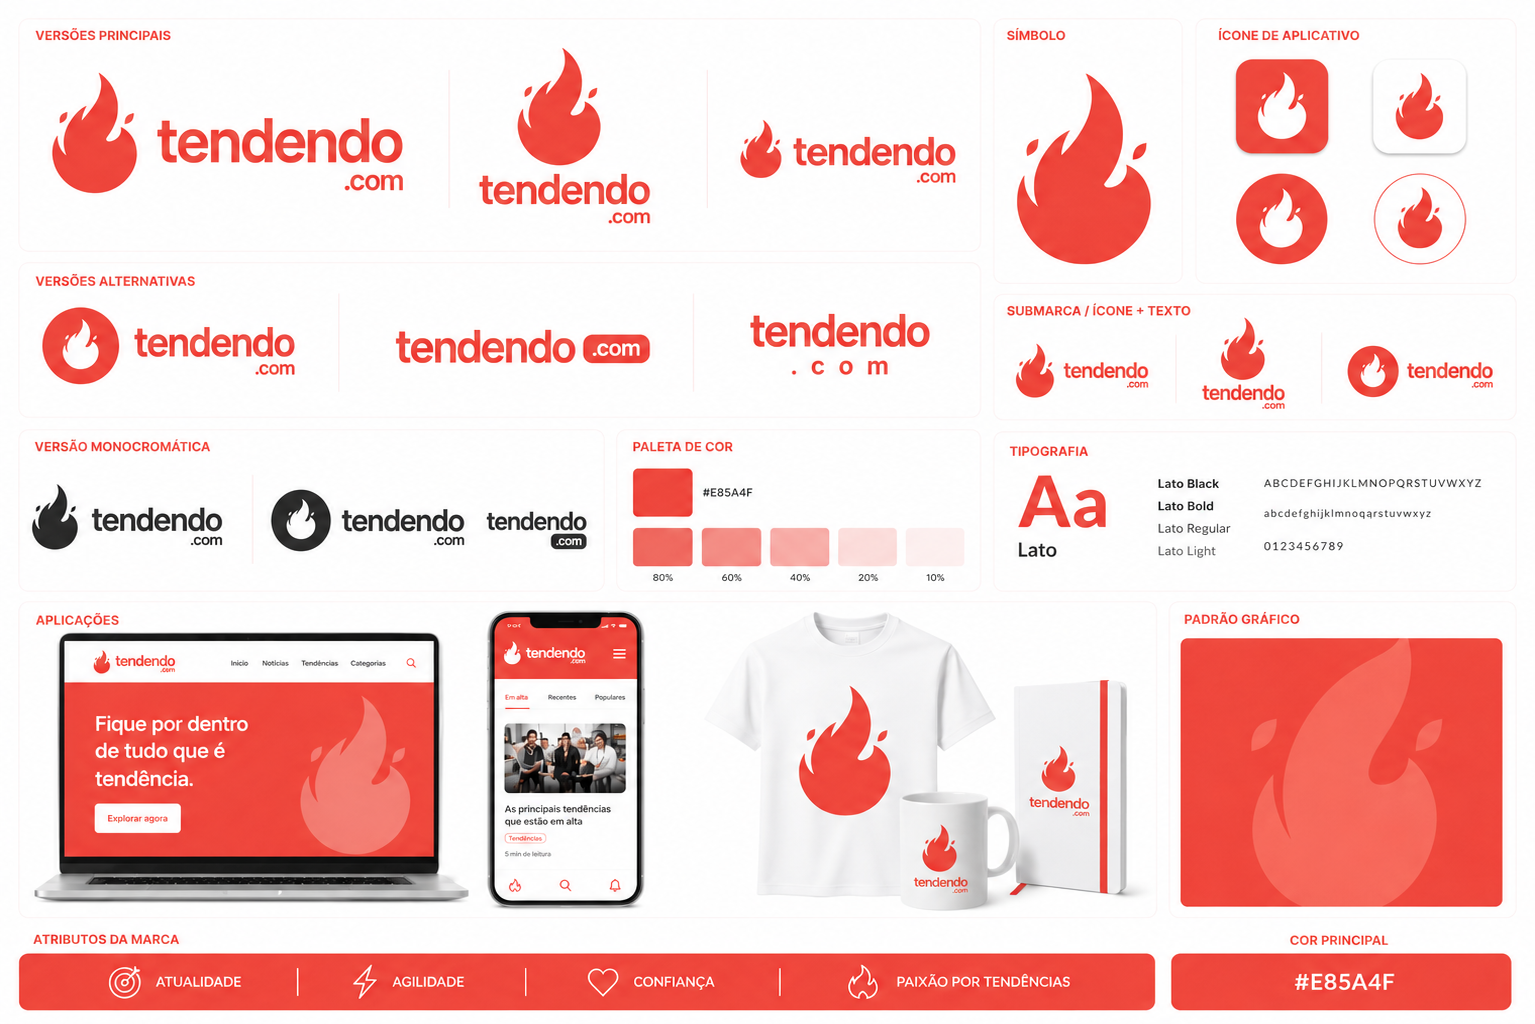 VERSÕES PRINCIPAIS
tendendo
.com
tendendo
.com
tendendo
.com
SÍMBOLO
ÍCONE DE APLICATIVO
VERSÕES ALTERNATIVAS
tendendo
.com
tendendo .com
tendendo
. c o m
SUBMARCA / ÍCONE + TEXTO
tendendo
.com
tendendo
.com
tendendo
.com
VERSÃO MONOCROMÁTICA
tendendo
.com
tendendo
.com
tendendo
.com
PALETA DE COR
#E85A4F
80% 60% 40% 20% 10%
TIPOGRAFIA
Aa
Lato
Lato Black
Lato Bold
Lato Regular
Lato Light
ABCDEFGHIJKLMNOPQRSTUVWXYZ
abcdefghijklmnoqarstuvwxyz
0123456789
APLICAÇÕES
tendendo
.com
Início Notícias Tendências Categorias
Fique por dentro
de tudo que é
tendência.
Explorar agora
tendendo
.com
Em alta Recentes Populares
As principais tendências
que estão em alta
Tendências
5 min de leitura
tendendo
.com
tendendo
.com
PADRÃO GRÁFICO
ATRIBUTOS DA MARCA
ATUALIDADE AGILIDADE CONFIANÇA PAIXÃO POR TENDÊNCIAS
COR PRINCIPAL
#E85A4F